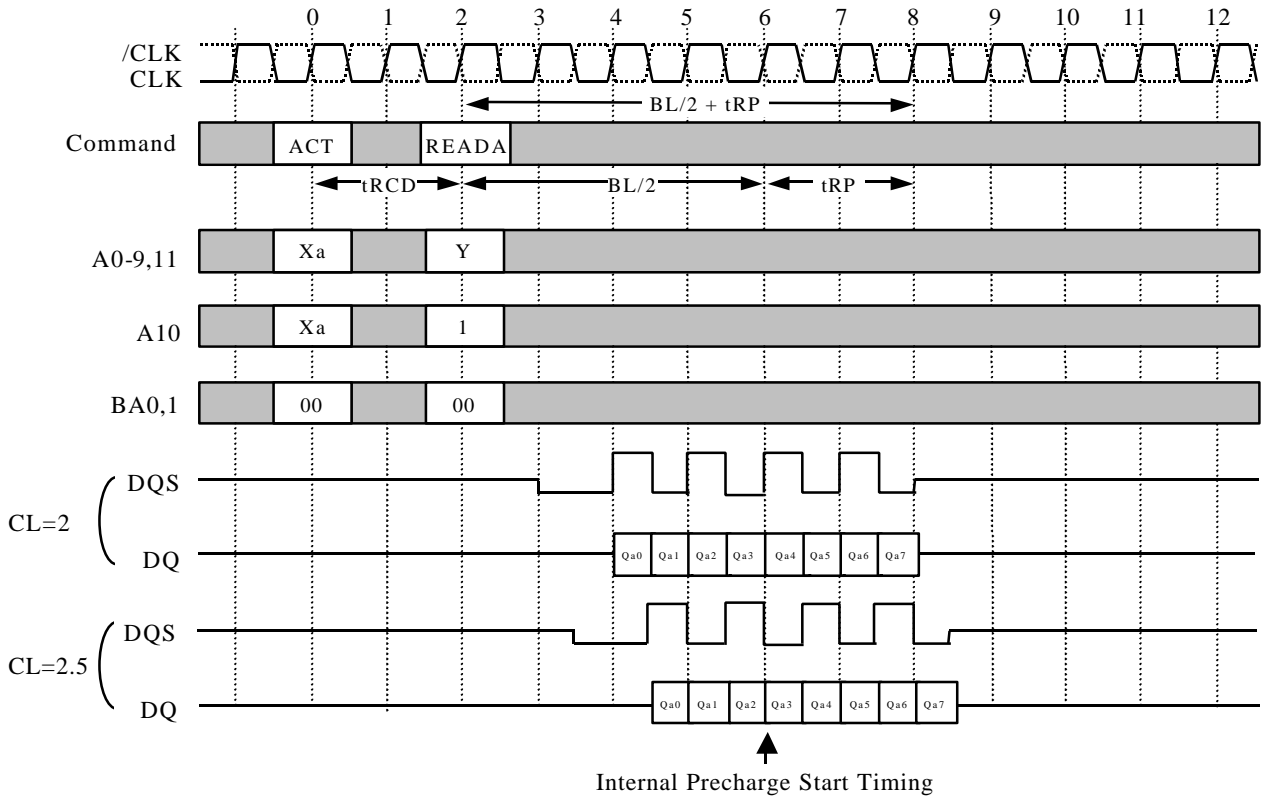 0 1 2 3 4 5 6 7 8 9 10 11 12
/CLK
CLK
BL/2 + tRP
Command ACT READA
tRCD BL/2 tRP
A0-9,11 Xa Y
A10 Xa 1
BA0,1 00 00
DQS
CL=2
DQ Qa0 Qa1 Qa2 Qa3 Qa4 Qa5 Qa6 Qa7
DQS
CL=2.5
DQ Qa0 Qa1 Qa2 Qa3 Qa4 Qa5 Qa6 Qa7
Internal Precharge Start Timing